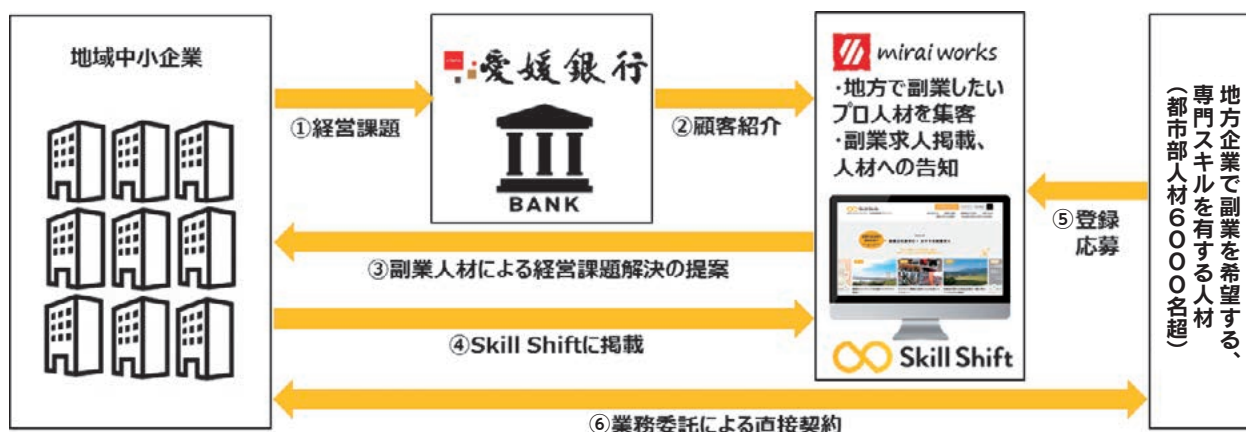 地域中小企業
①経営課題
愛媛銀行
BANK
②顧客紹介
mirai works
・地方で副業したい
プロ人材を集客
・副業求人掲載、
人材への告知
Skill Shift
③副業人材による経営課題解決の提案
④Skill Shiftに掲載
⑤登録
応募
⑥業務委託による直接契約
地方企業で副業を希望する、
専門スキルを有する人材
（都市部人材6000名超）